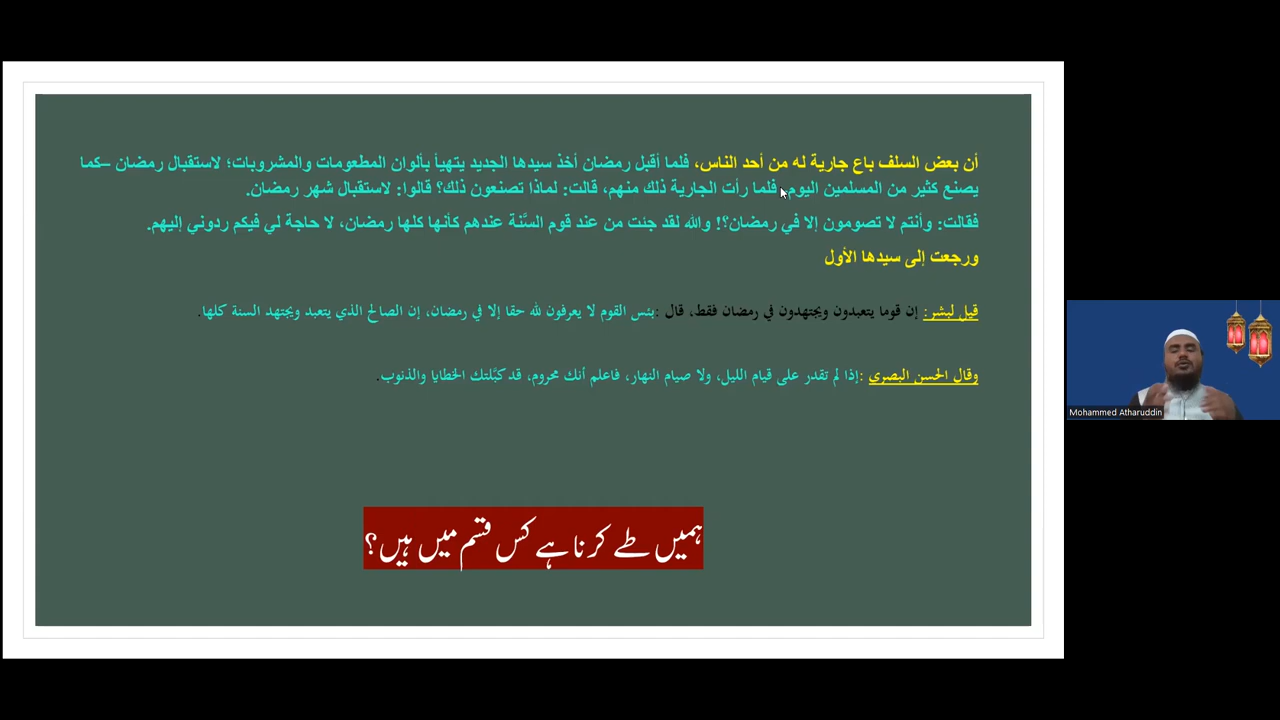 أن بعض السلف باع جارية له من أحد الناس، فلما أقبل رمضان أخذ سيدها الجديد يتهيأ بألوان المطعومات والمشروبات؛ لاستقبال رمضان –كما
يصنع كثير من المسلمين اليوم، فلما رأت الجارية ذلك منهم، قالت: لماذا تصنعون ذلك؟ قالوا: لاستقبال شهر رمضان.
فقالت: وأنتم لا تصومون إلا في رمضان؟! والله لقد جئت من عند قوم السَّنة عندهم كأنها كلها رمضان، لا حاجة لي فيكم ردوني إليهم.
ورجعت إلى سيدها الأول
قيل لبشر: إن قوما يتعبدون ويجتهدون في رمضان فقط، قال :بئس القوم لا يعرفون لله حقا إلا في رمضان، إن الصالح الذي يتعبد ويجتهد السنة كلها.
وقال الحسن البصري :إذا لم تقدر على قيام الليل، ولا صيام النهار، فاعلم أنك محروم، قد كبَّلتك الخطايا والذنوب.
ہمیں طے کرنا ہے کس قسم میں ہیں؟
Mohammed Atharuddin